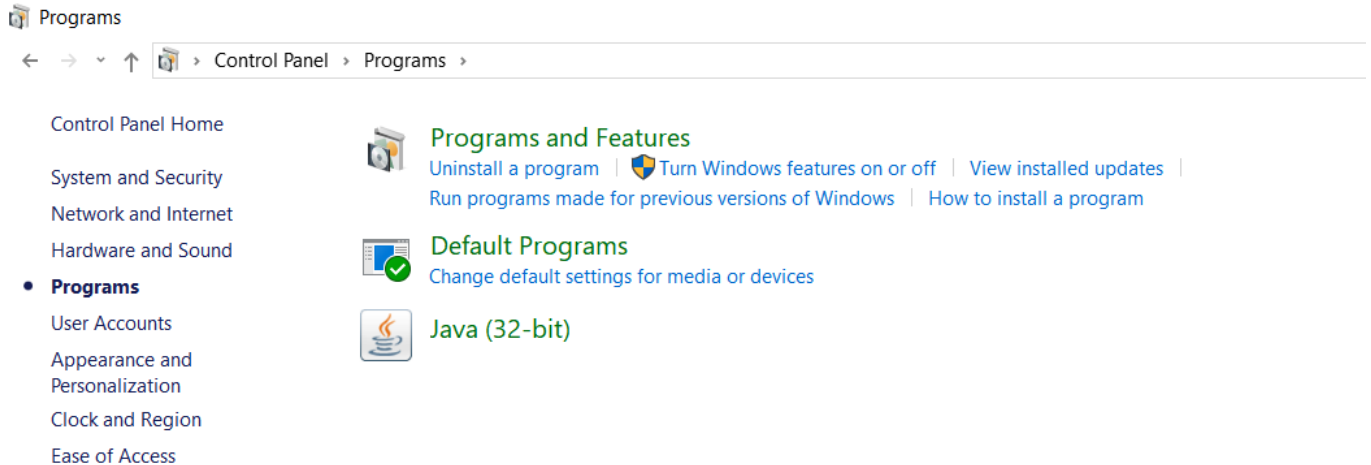 Programs
Control Panel > Programs >
Control Panel Home
System and Security
Network and Internet
Hardware and Sound
Programs
User Accounts
Appearance and
Personalization
Clock and Region
Ease of Access
Programs and Features
Uninstall a program | Turn Windows features on or off | View installed updates |
Run programs made for previous versions of Windows | How to install a program
Default Programs
Change default settings for media or devices
Java (32-bit)